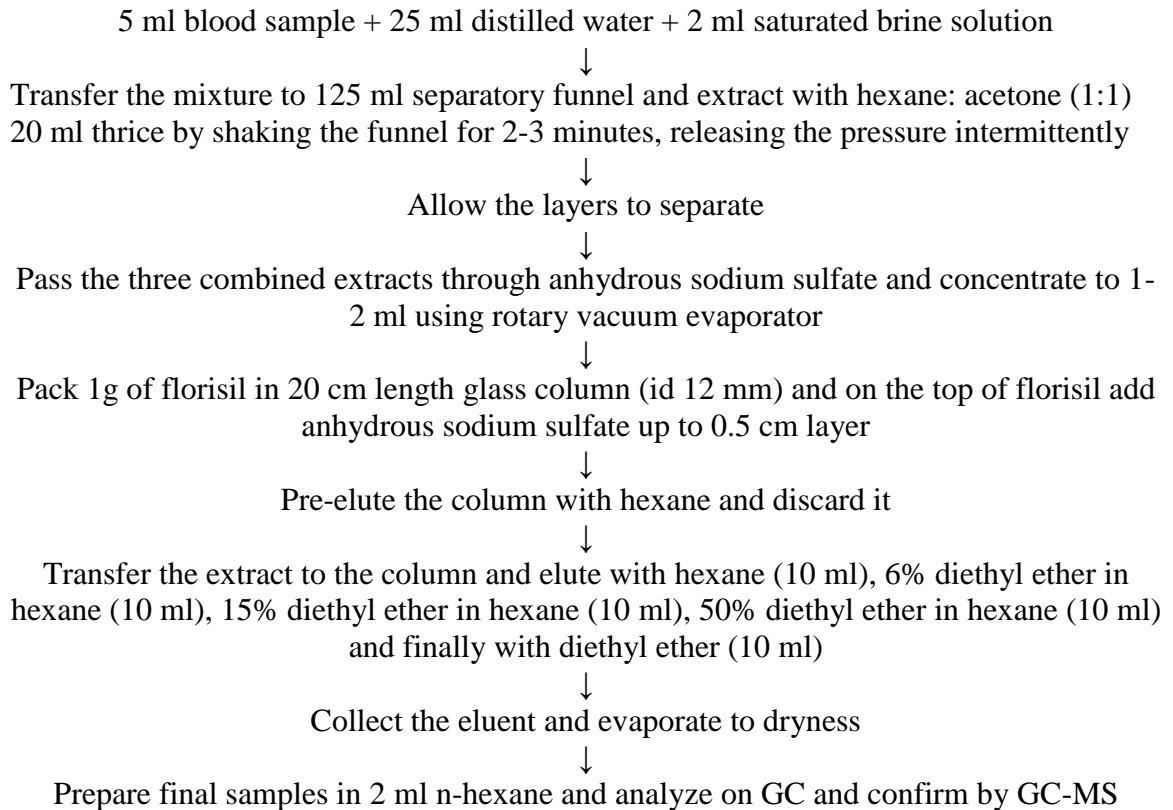 5 ml blood sample + 25 ml distilled water + 2 ml saturated brine solution
↓
Transfer the mixture to 125 ml separatory funnel and extract with hexane: acetone (1:1)
20 ml thrice by shaking the funnel for 2-3 minutes, releasing the pressure intermittently
↓
Allow the layers to separate
↓
Pass the three combined extracts through anhydrous sodium sulfate and concentrate to 1-
2 ml using rotary vacuum evaporator
↓
Pack 1g of florisil in 20 cm length glass column (id 12 mm) and on the top of florisil add
anhydrous sodium sulfate up to 0.5 cm layer
↓
Pre-elute the column with hexane and discard it
↓
Transfer the extract to the column and elute with hexane (10 ml), 6% diethyl ether in
hexane (10 ml), 15% diethyl ether in hexane (10 ml), 50% diethyl ether in hexane (10 ml)
and finally with diethyl ether (10 ml)
↓
Collect the eluent and evaporate to dryness
↓
Prepare final samples in 2 ml n-hexane and analyze on GC and confirm by GC-MS